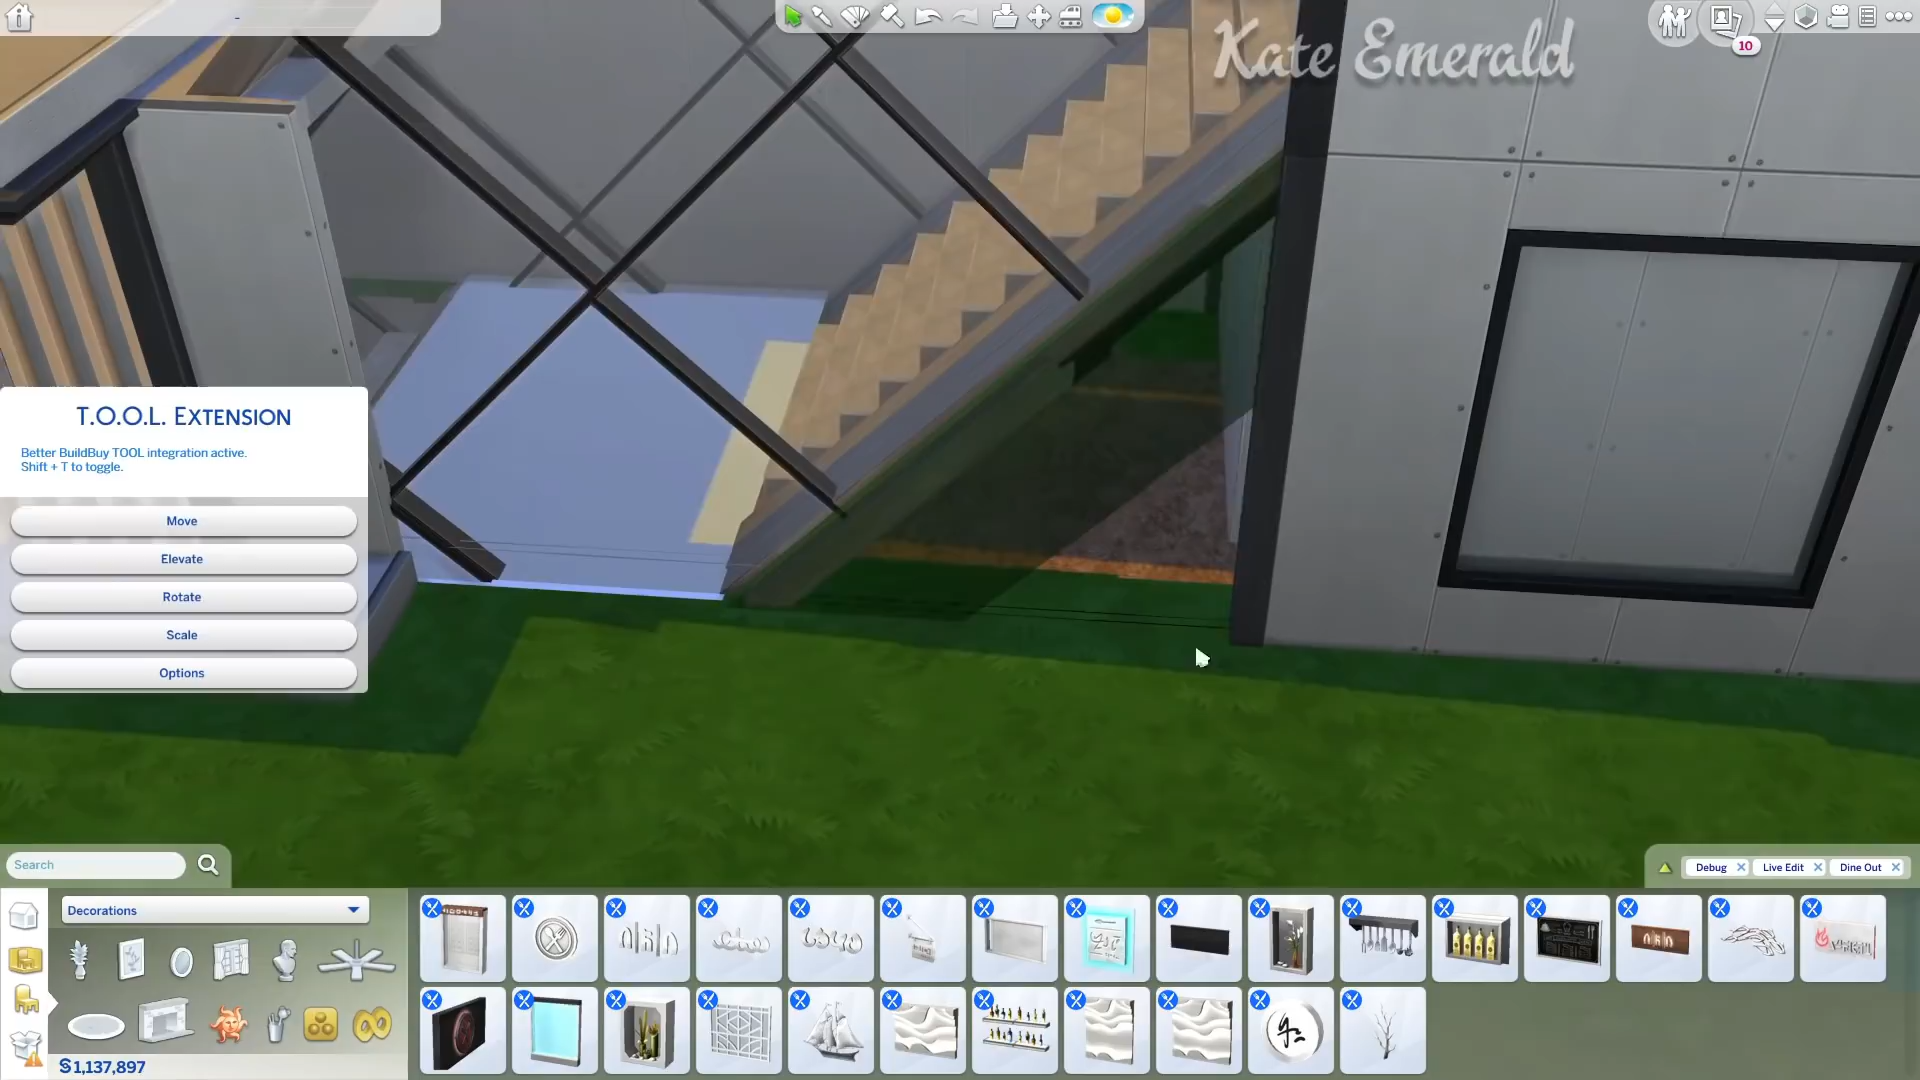 Kate Emerald
10
T.O.O.L. Extension
Better BuildBuy TOOL integration active.
Shift + T to toggle.
Move
Elevate
Rotate
Scale
Options
Search
Debug
Live Edit
Dine Out
Decorations
§1,137,897